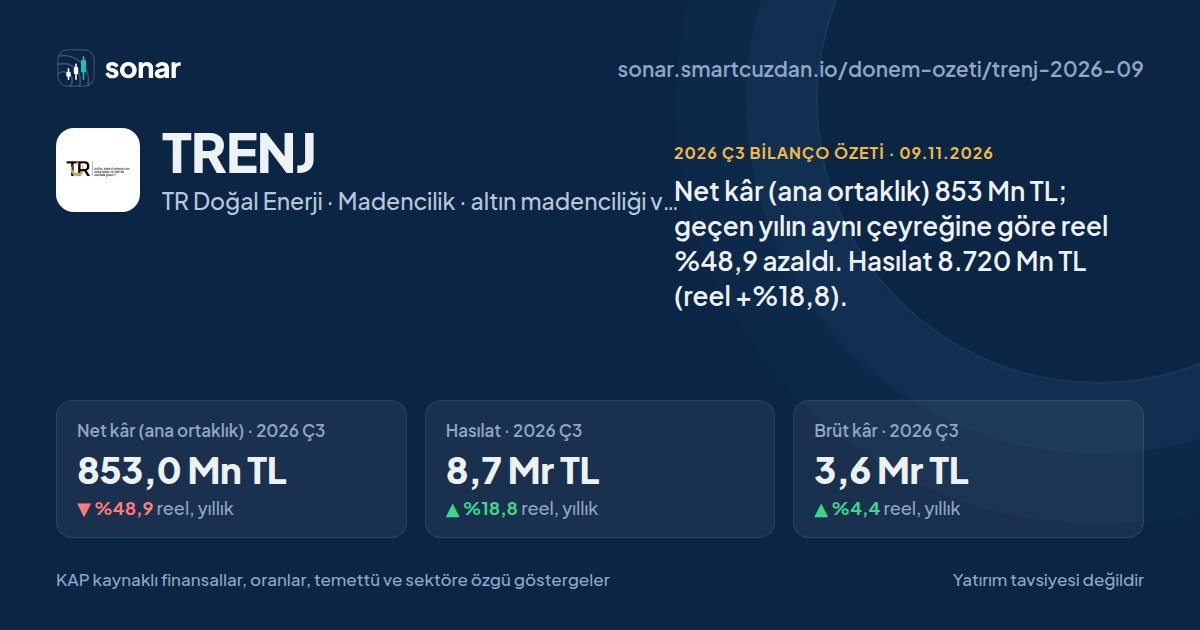 sonar
sonar.smartcuzdan.io/donem-ozeti/trenj-2026-09
TR
TRENJ
TR Doğal Enerji · Madencilik · altın madenciliği v...
2026 Ç3 BİLANÇO ÖZETİ · 09.11.2026
Net kâr (ana ortaklık) 853 Mn TL;
geçen yılın aynı çeyreğine göre reel
%48,9 azaldı. Hasılat 8.720 Mn TL
(reel +%18,8).
Net kâr (ana ortaklık) · 2026 Ç3
853,0 Mn TL
▼ %48,9 reel, yıllık
Hasılat · 2026 Ç3
8,7 Mr TL
▲ %18,8 reel, yıllık
Brüt kâr · 2026 Ç3
3,6 Mr TL
▲ %4,4 reel, yıllık
KAP kaynaklı finansallar, oranlar, temettü ve sektöre özgü göstergeler
Yatırım tavsiyesi değildir